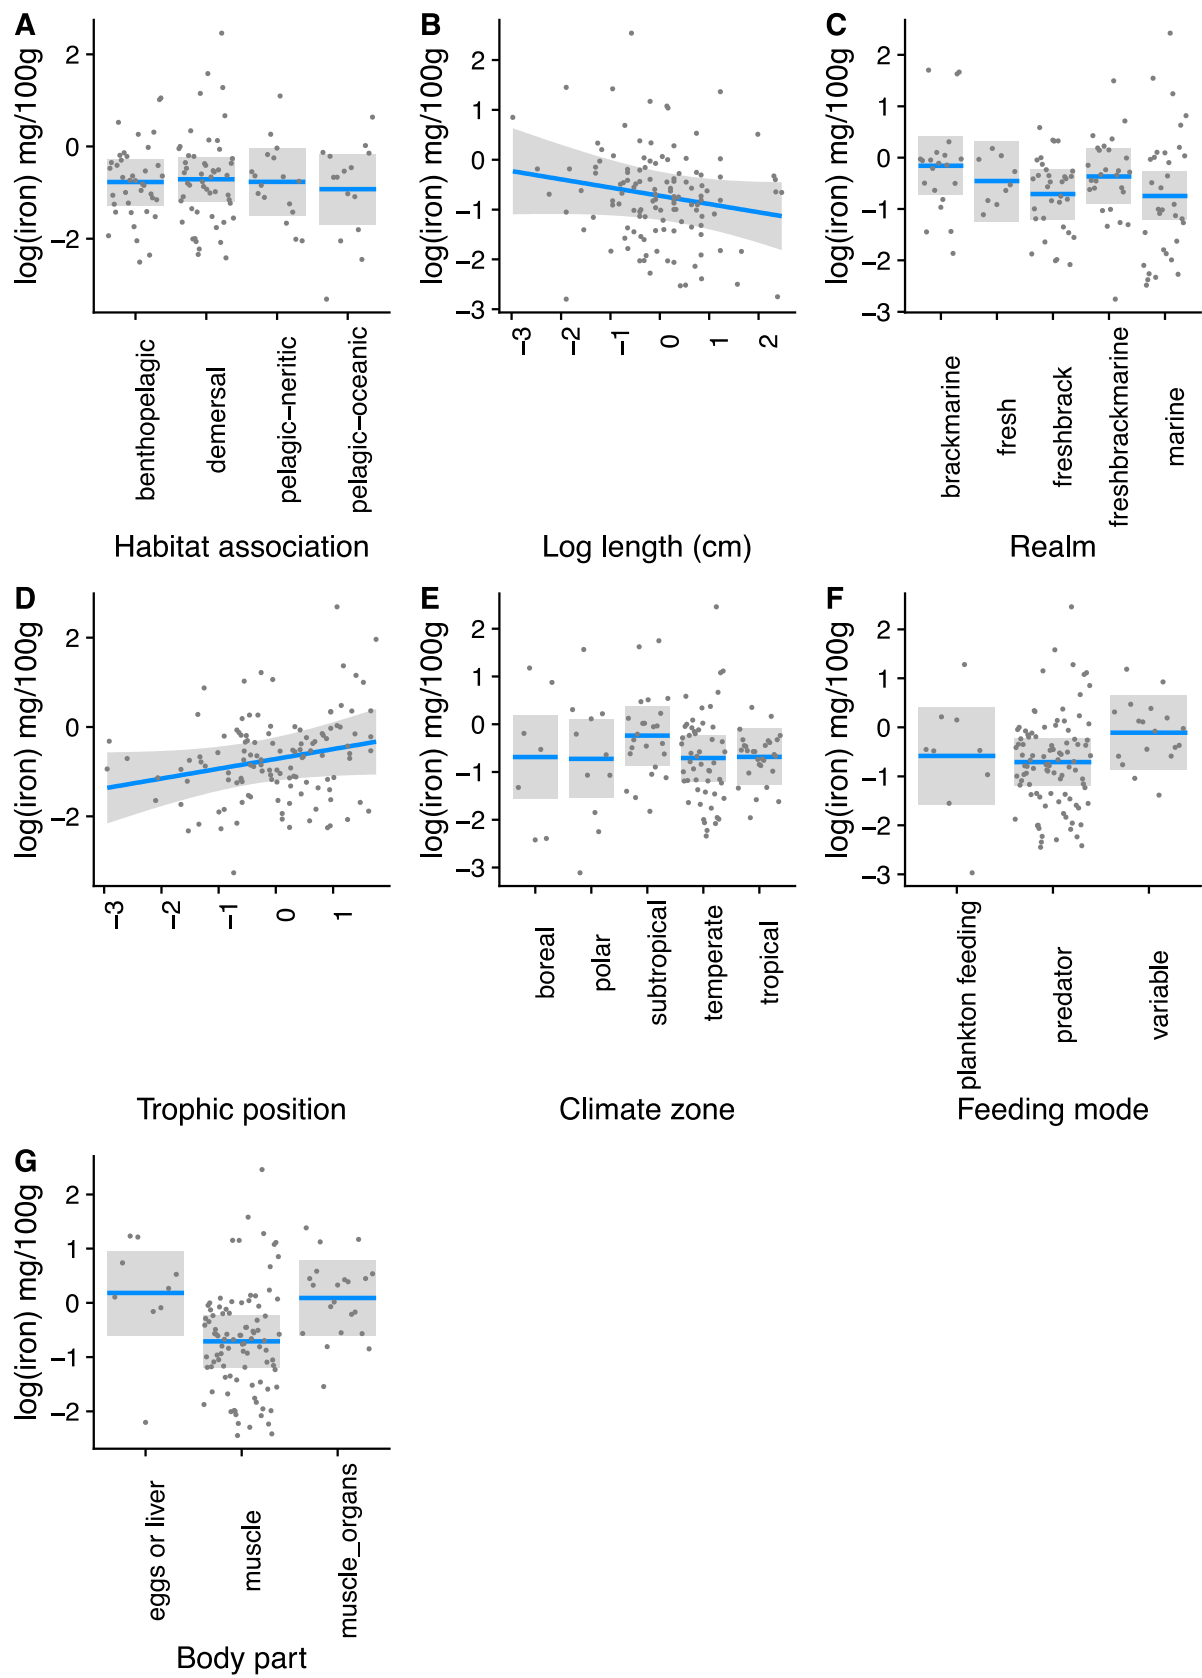 A
log(iron) mg/100g
2
0
−2
benthopelagic
demersal
pelagic−neritic
pelagic−oceanic
Habitat association
B
log(iron) mg/100g
2
1
0
−1
−2
−3
−3
−2
−1
0
1
2
Log length (cm)
C
log(iron) mg/100g
2
1
0
−1
−2
−3
brackmarine
fresh
freshbrack
freshbrackmarine
marine
Realm
D
log(iron) mg/100g
2
0
−2
−3
−2
−1
0
1
Trophic position
E
log(iron) mg/100g
2
1
0
−1
−2
−3
boreal
polar
subtropical
temperate
tropical
Climate zone
F
log(iron) mg/100g
2
1
0
−1
−2
−3
plankton feeding
predator
variable
Feeding mode
G
log(iron) mg/100g
2
1
0
−1
−2
eggs or liver
muscle
muscle_organs
Body part